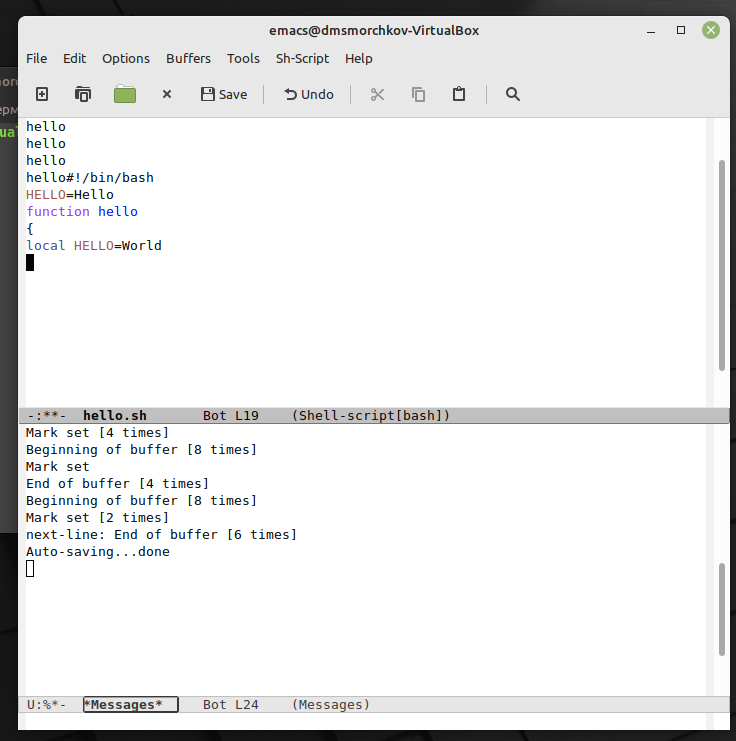 emacs@dmsmorchkov-VirtualBox
File Edit Options Buffers Tools Sh-Script Help
Save Undo
hello
hello
hello
hello#!/bin/bash
HELLO=Hello
function hello
{
local HELLO=World
-:**- hello.sh Bot L19 (Shell-script[bash])
Mark set [4 times]
Beginning of buffer [8 times]
Mark set
End of buffer [4 times]
Beginning of buffer [8 times]
Mark set [2 times]
next-line: End of buffer [6 times]
Auto-saving...done
U:%*- *Messages* Bot L24 (Messages)